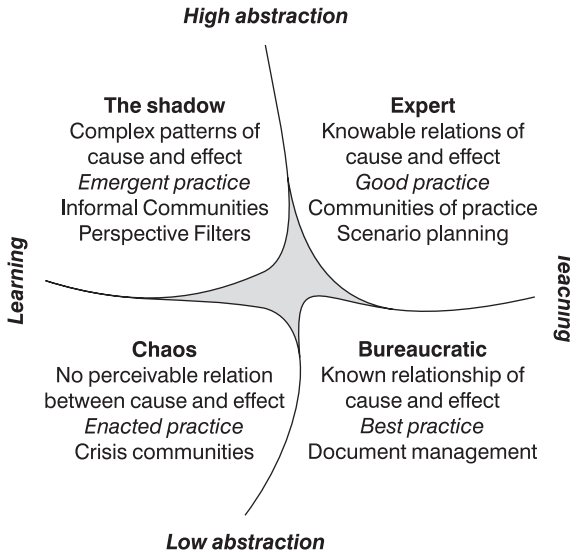 High abstraction
The shadow
Complex patterns of
cause and effect
Emergent practice
Informal Communities
Perspective Filters
Expert
Knowable relations of
cause and effect
Good practice
Communities of practice
Scenario planning
Learning
Teaching
Chaos
No perceivable relation
between cause and effect
Enacted practice
Crisis communities
Bureaucratic
Known relationship of
cause and effect
Best practice
Document management
Low abstraction